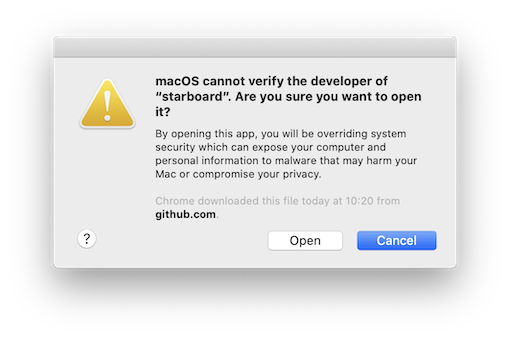 macOS cannot verify the developer of
“starboard”. Are you sure you want to open
it?
By opening this app, you will be overriding system
security which can expose your computer and
personal information to malware that may harm your
Mac or compromise your privacy.
Chrome downloaded this file today at 10:20 from
github.com.
?
Open
Cancel